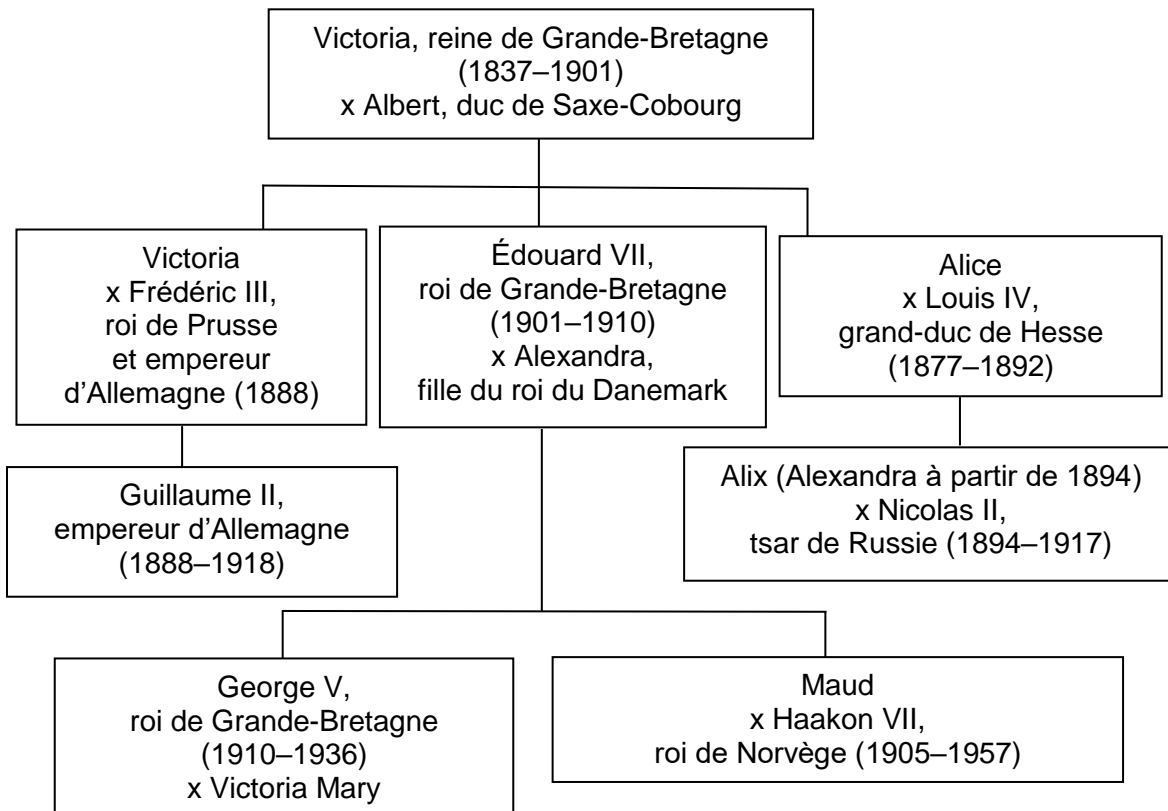 Victoria, reine de Grande-Bretagne
(1837–1901)
x Albert, duc de Saxe-Cobourg
Victoria
x Frédéric III,
roi de Prusse
et empereur
d’Allemagne (1888)
Édouard VII,
roi de Grande-Bretagne
(1901–1910)
x Alexandra,
fille du roi du Danemark
Alice
x Louis IV,
grand-duc de Hesse
(1877–1892)
Guillaume II,
empereur d’Allemagne
(1888–1918)
Alix (Alexandra à partir de 1894)
x Nicolas II,
tsar de Russie (1894–1917)
George V,
roi de Grande-Bretagne
(1910–1936)
x Victoria Mary
Maud
x Haakon VII,
roi de Norvège (1905–1957)